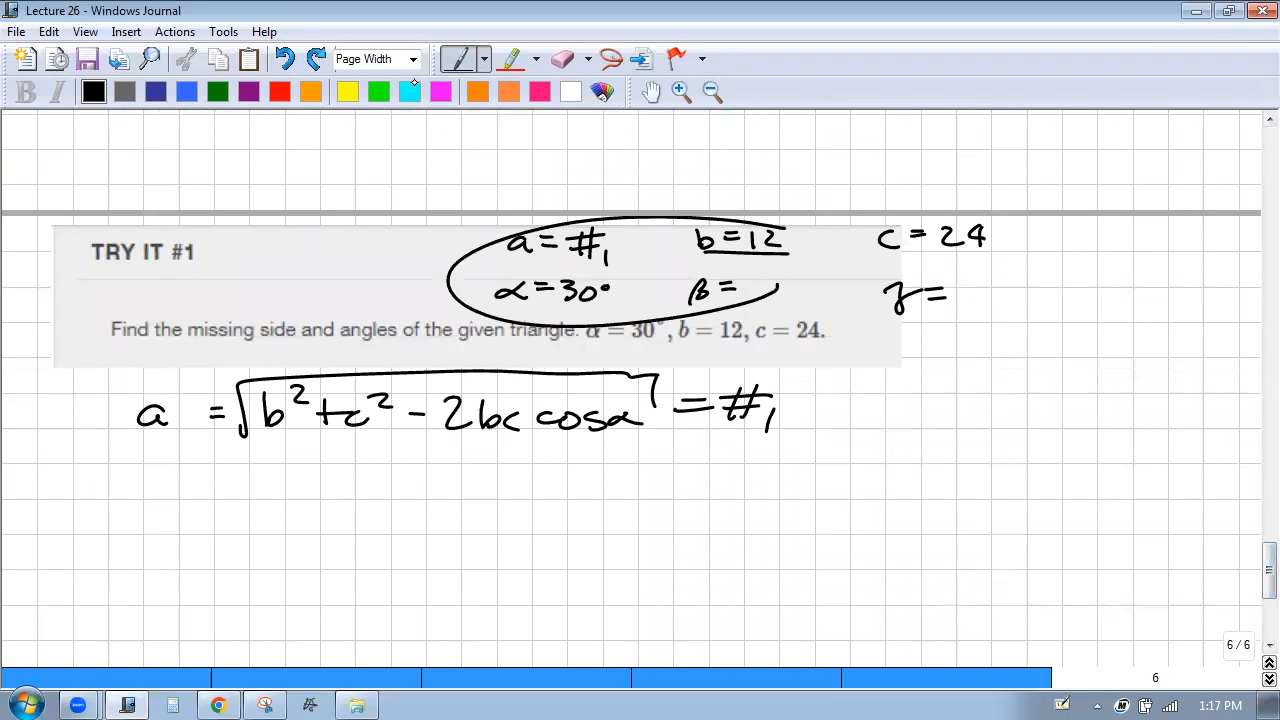 Lecture 26 - Windows Journal
File Edit View Insert Actions Tools Help
Page Width
B I
a = #₁ b = 12 c = 24
TRY IT #1
α = 30° β = γ =
Find the missing side and angles of the given triangle. α = 30°, b = 12, c = 24.
a = √b² + c² - 2bc cosα = #₁
6 / 6
6
1:17 PM